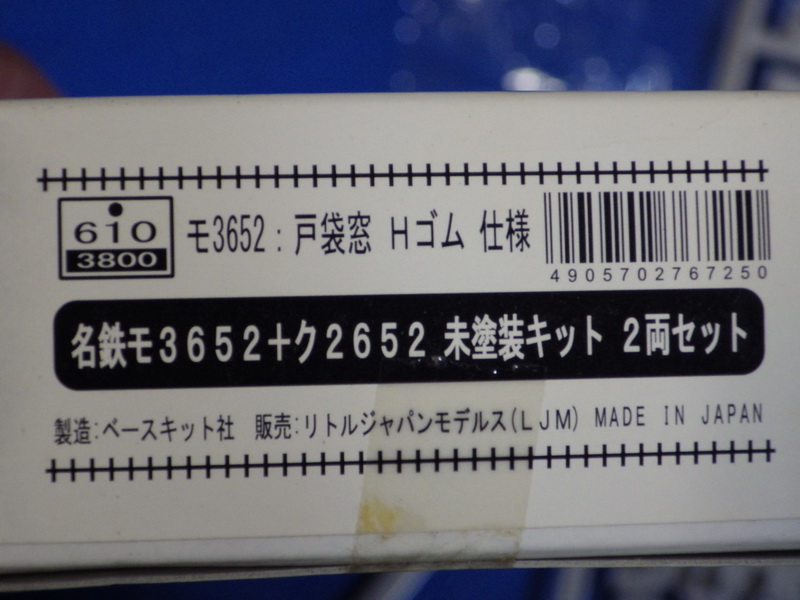 610
3800
モ3652：戸袋窓 Hゴム 仕様
4905702767250
名鉄モ3652＋ク2652 未塗装キット 2両セット
製造：ベースキット社 販売：リトルジャパンモデルス(LJM) MADE IN JAPAN